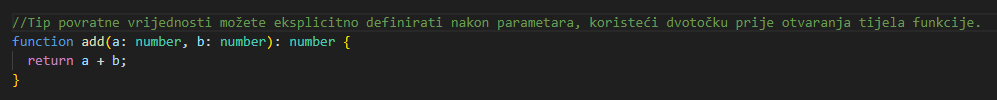 //Tip povratne vrijednosti možete eksplicitno definirati nakon parametara, koristeći dvotočku prije otvaranja tijela funkcije.
function add(a: number, b: number): number {
  return a + b;
}